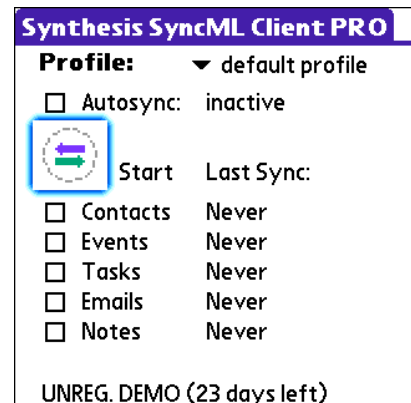 Synthesis SyncML Client PRO
Profile: default profile
Autosync: inactive
Start Last Sync:
Contacts Never
Events Never
Tasks Never
Emails Never
Notes Never
UNREG. DEMO (23 days left)